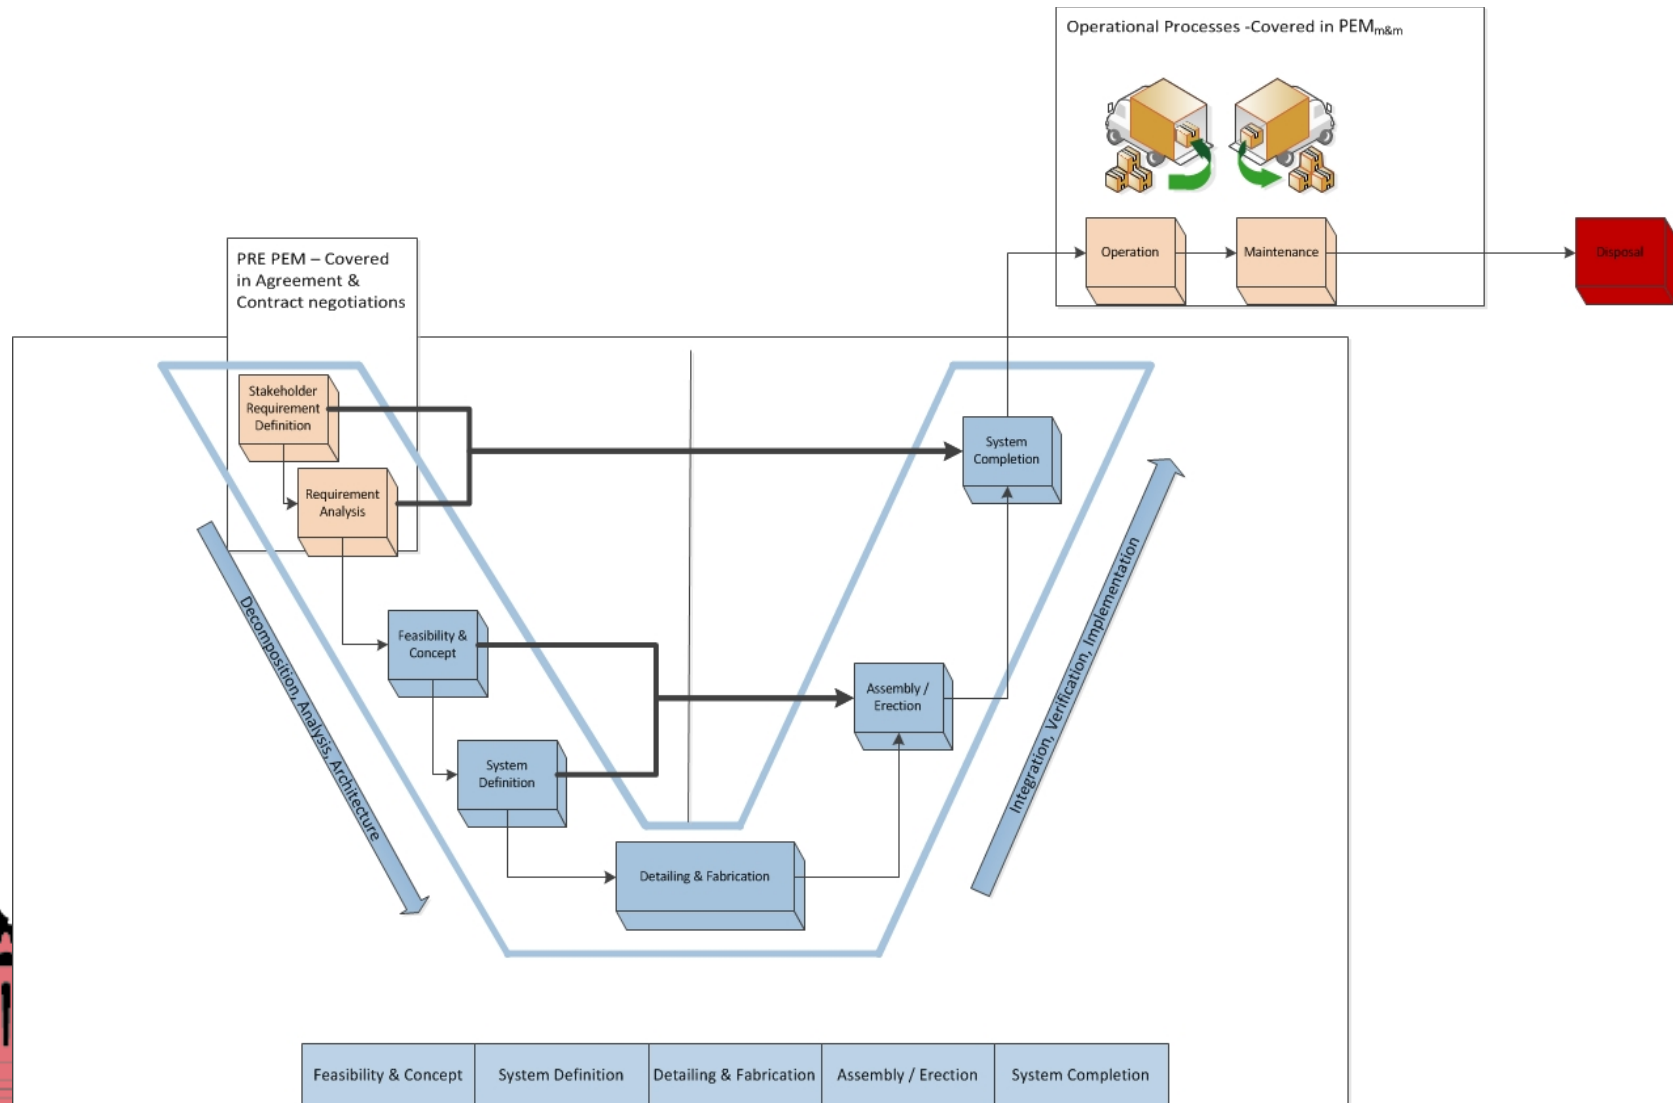 Operational Processes -Covered in PEMm&m
Operation
Maintenance
Disposal
PRE PEM – Covered
in Agreement &
Contract negotiations
Stakeholder
Requirement
Definition
Requirement
Analysis
System
Completion
Feasibility &
Concept
Assembly /
Erection
System
Definition
Detailing & Fabrication
Decomposition, Analysis, Architecture
Integration, Verification, Implementation
Feasibility & Concept
System Definition
Detailing & Fabrication
Assembly / Erection
System Completion